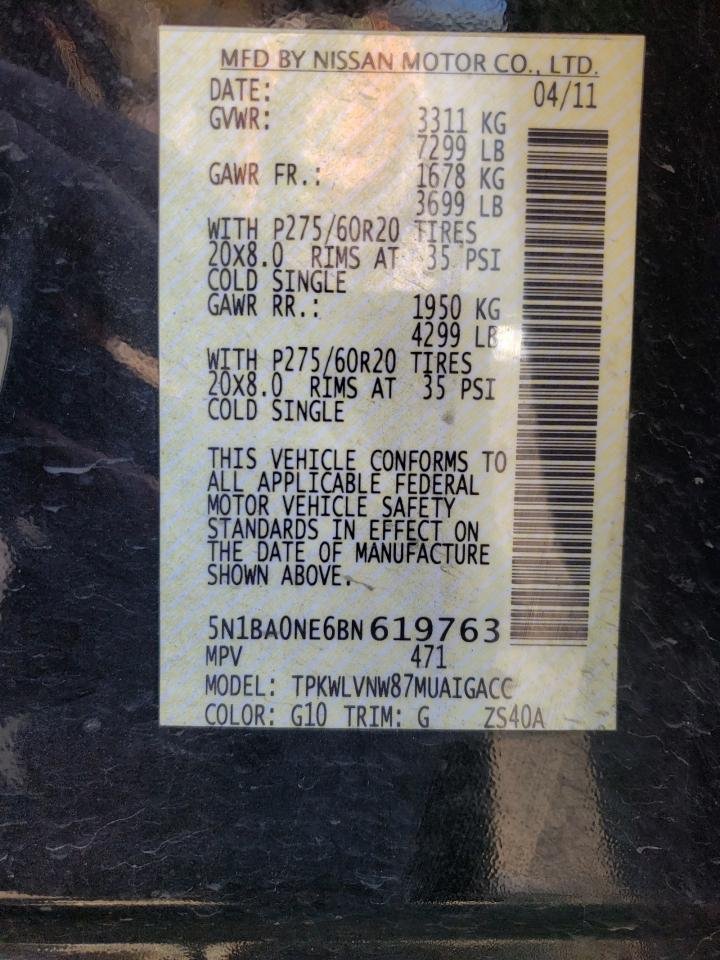 MFD BY NISSAN MOTOR CO., LTD.
DATE: 04/11
GVWR: 3311 KG
7299 LB
GAWR FR.: 1678 KG
3699 LB
WITH P275/60R20 TIRES
20X8.0 RIMS AT 35 PSI
COLD SINGLE
GAWR RR.: 1950 KG
4299 LB
WITH P275/60R20 TIRES
20X8.0 RIMS AT 35 PSI
COLD SINGLE
THIS VEHICLE CONFORMS TO
ALL APPLICABLE FEDERAL
MOTOR VEHICLE SAFETY
STANDARDS IN EFFECT ON
THE DATE OF MANUFACTURE
SHOWN ABOVE.
5N1BA0NE6BN619763
MPV 471
MODEL: TPKWLVNW87MUAIGACC
COLOR: G10 TRIM: G ZS40A